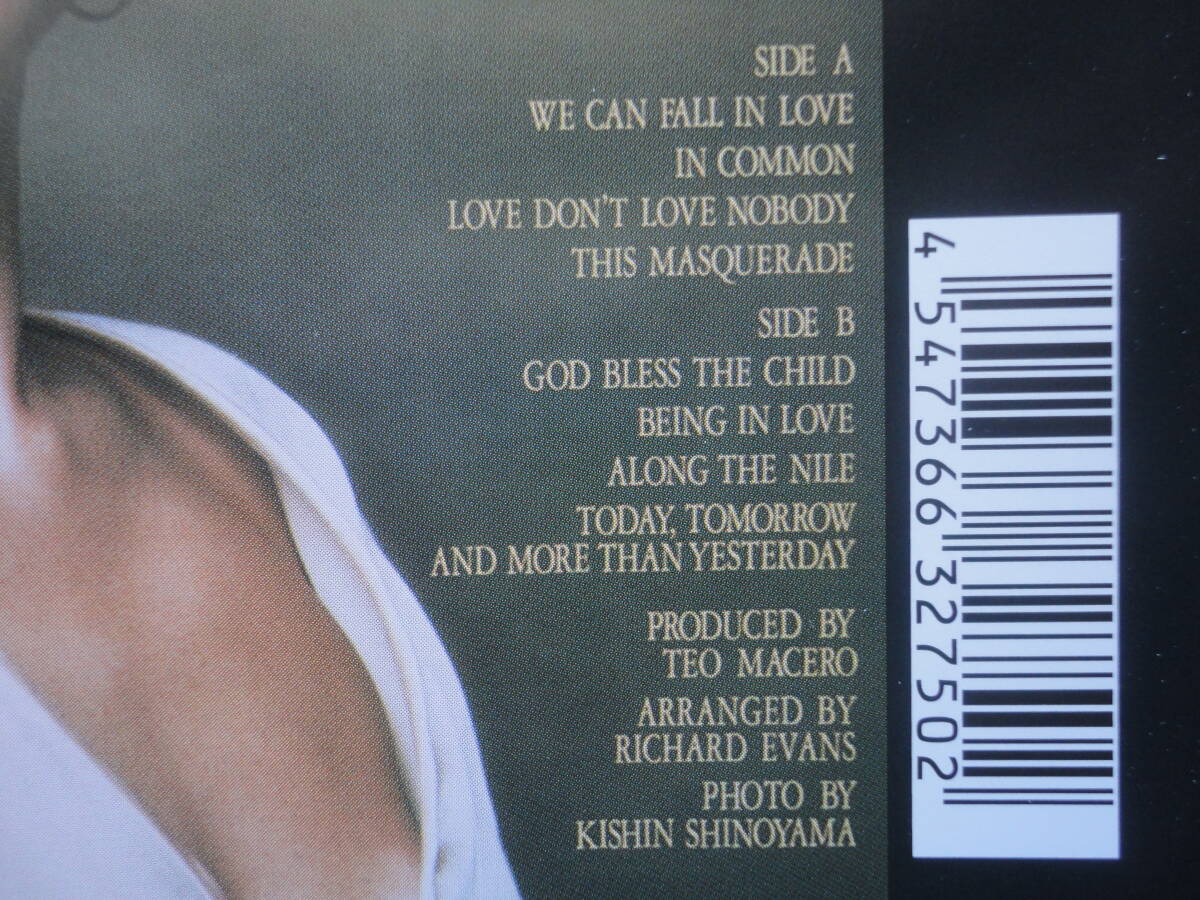 SIDE A
WE CAN FALL IN LOVE
IN COMMON
LOVE DON'T LOVE NOBODY
THIS MASQUERADE
SIDE B
GOD BLESS THE CHILD
BEING IN LOVE
ALONG THE NILE
TODAY, TOMORROW
AND MORE THAN YESTERDAY
PRODUCED BY
TEO MACERO
ARRANGED BY
RICHARD EVANS
PHOTO BY
KISHIN SHINOYAMA
4 547366 327502